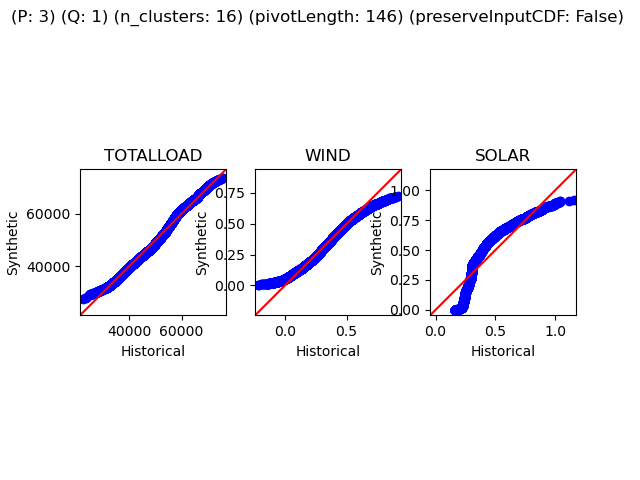 (P: 3) (Q: 1) (n_clusters: 16) (pivotLength: 146) (preserveInputCDF: False)
TOTALLOAD
WIND
SOLAR
Synthetic
60000
40000
40000
60000
Historical
Synthetic
0.75
0.50
0.25
0.00
0.0
0.5
Historical
Synthetic
1.00
0.75
0.50
0.25
0.00
0.0
0.5
1.0
Historical